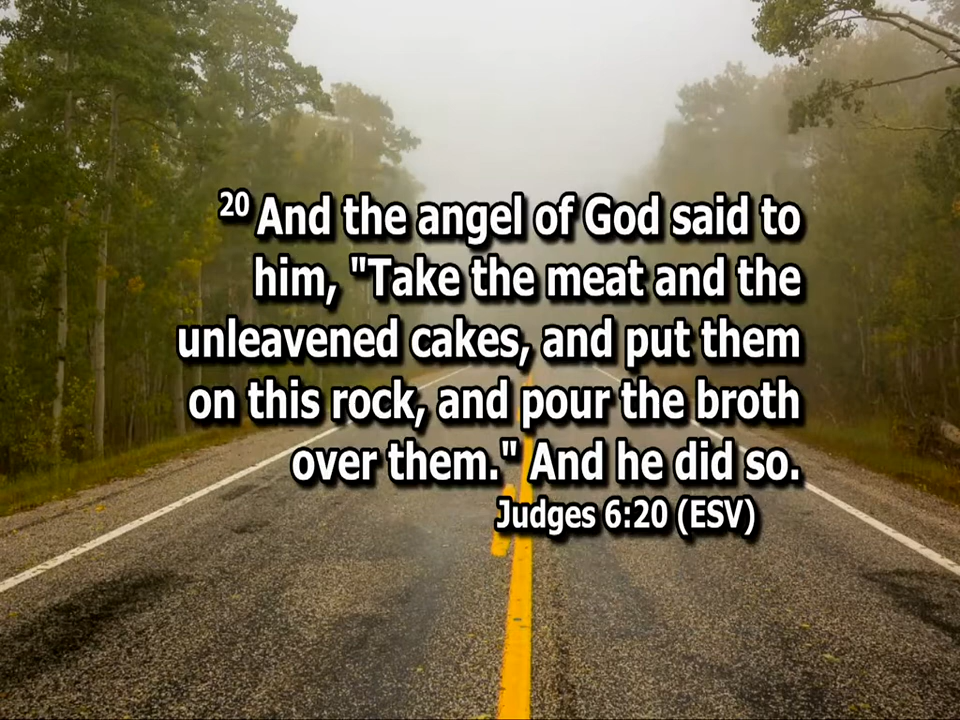 20 And the angel of God said to
him, "Take the meat and the
unleavened cakes, and put them
on this rock, and pour the broth
over them." And he did so.
Judges 6:20 (ESV)